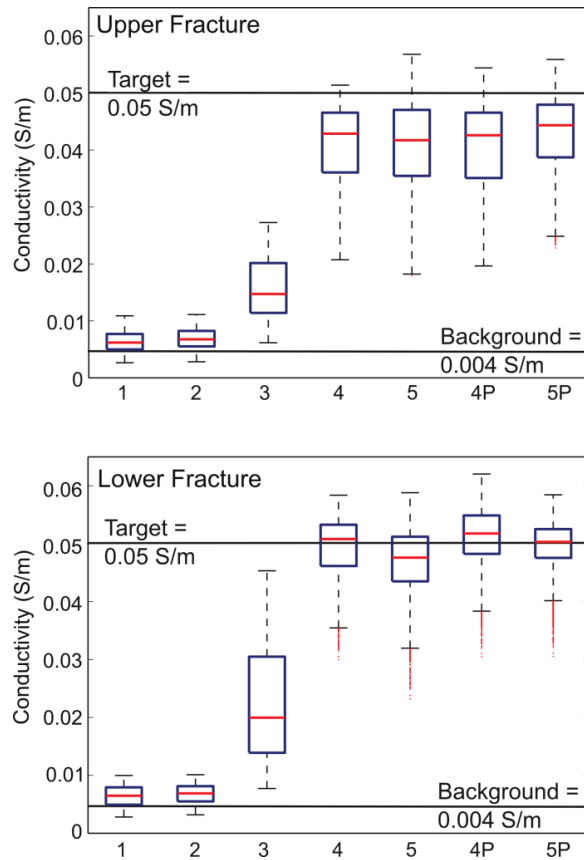 Upper Fracture
0.06
Target =
0.05
0.05 S/m
0.04
Conductivity (S/m)
0.03
0.02
0.01
Background =
0.004 S/m
0
1 2 3 4 5 4P 5P
Lower Fracture
0.06
Target =
0.05
0.05 S/m
0.04
Conductivity (S/m)
0.03
0.02
0.01
Background =
0.004 S/m
0
1 2 3 4 5 4P 5P